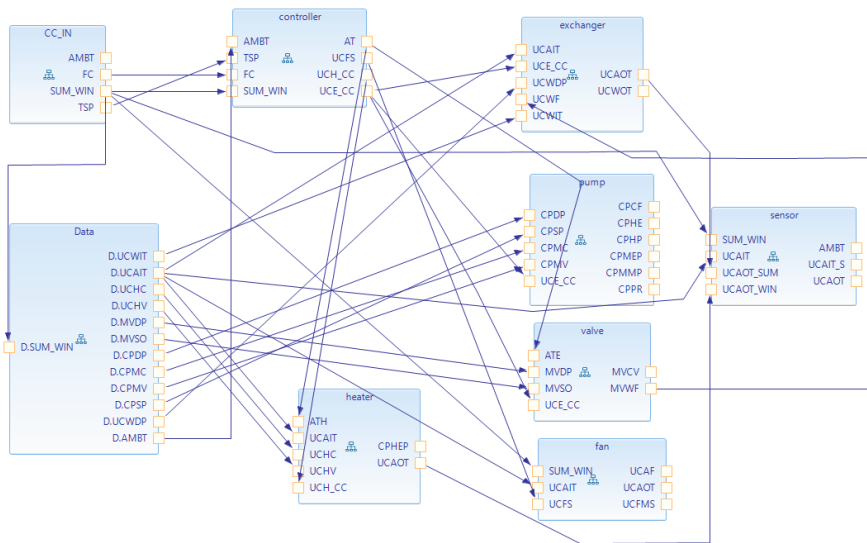 CC_IN
AMBT
FC
SUM_WIN
TSP
controller
AMBT
TSP
FC
SUM_WIN
AT
UCFS
UCH_CC
UCE_CC
exchanger
UCAIT
UCE_CC
UCWDP
UCWF
UCWIT
UCAOT
UCWOT
pump
CPDP
CPSP
CPMC
CPMV
UCE_CC
CPCF
CPHE
CPHP
CPMEP
CPMMP
CPPR
sensor
SUM_WIN
UCAIT
UCAOT_SUM
UCAOT_WIN
AMBT
UCAIT_S
UCAOT
Data
D.SUM_WIN
D.UCWIT
D.UCAIT
D.UCHC
D.UCHV
D.MVDP
D.MVSO
D.CPDP
D.CPMC
D.CPMV
D.CPSP
D.UCWDP
D.AMBT
valve
ATE
MVDP
MVSO
UCE_CC
MVCV
MVWF
heater
ATH
UCAIT
UCHC
UCHV
UCH_CC
CPHEP
UCAOT
fan
SUM_WIN
UCAIT
UCFS
UCAF
UCAOT
UCFMS